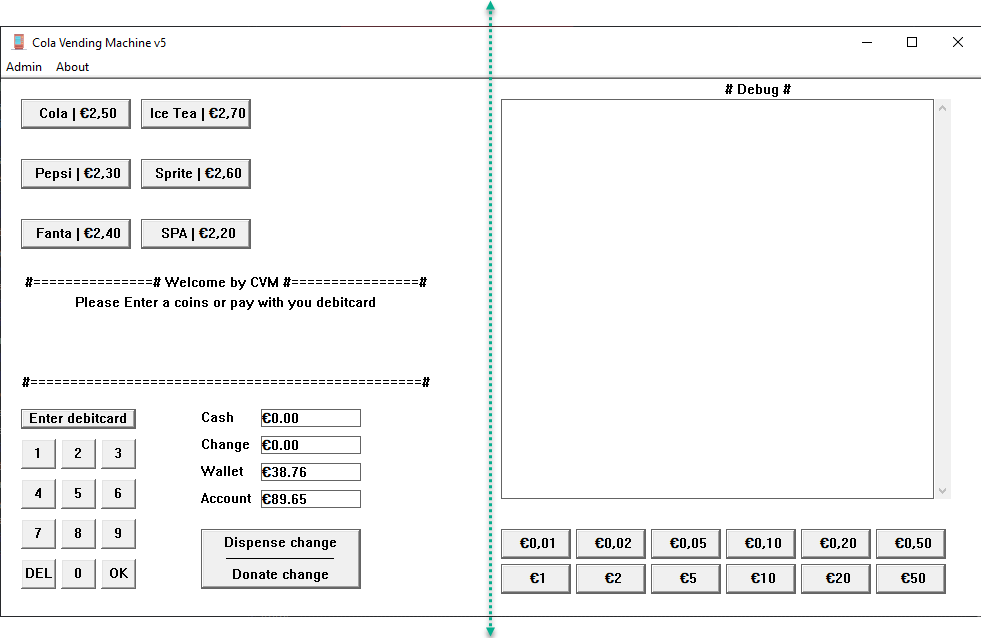 Cola Vending Machine v5
Admin About
# Debug #
Cola | €2,50 Ice Tea | €2,70
Pepsi | €2,30 Sprite | €2,60
Fanta | €2,40 SPA | €2,20
#===============# Welcome by CVM #================#
Please Enter a coins or pay with you debitcard
#=================================================#
Enter debitcard
1 2 3
4 5 6
7 8 9
DEL 0 OK
Cash €0.00
Change €0.00
Wallet €38.76
Account €89.65
Dispense change
Donate change
€0,01 €0,02 €0,05 €0,10 €0,20 €0,50
€1 €2 €5 €10 €20 €50